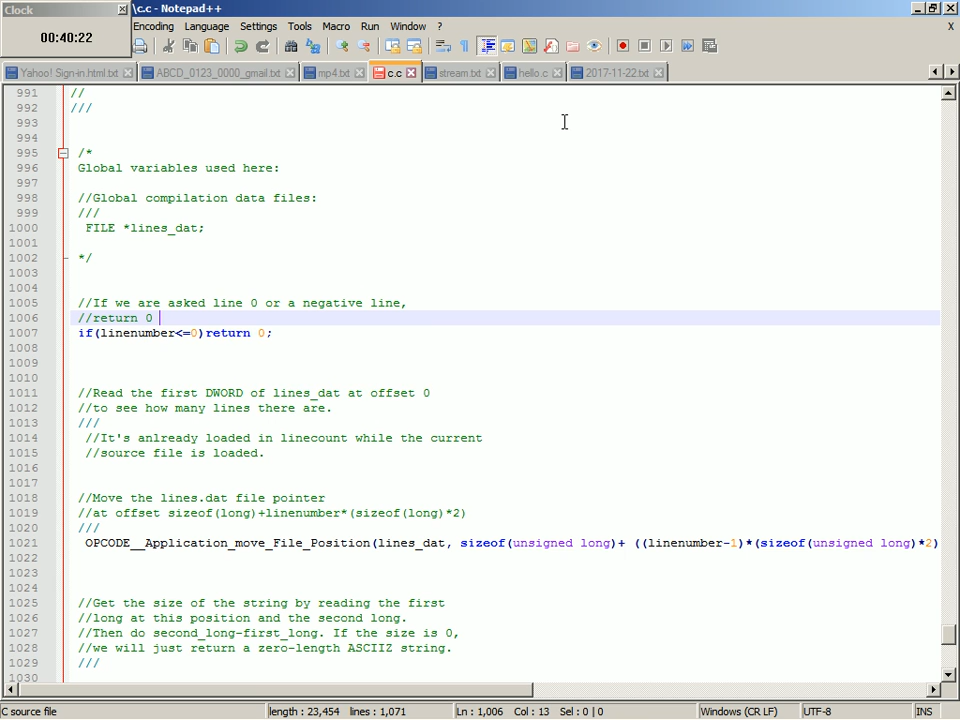 Clock
\c.c - Notepad++
00:40:22
Encoding Language Settings Tools Macro Run Window ? X
Yahoo! Sign-in.html.txt ABCD_0123_0000_gmail.txt mp4.txt c.c stream.txt hello.c 2017-11-22.txt
991 //
992 ///
993
994
995 /*
996 Global variables used here:
997
998 //Global compilation data files:
999 ///
1000 FILE *lines_dat;
1001
1002 */
1003
1004
1005 //If we are asked line 0 or a negative line,
1006 //return 0
1007 if(linenumber<=0)return 0;
1008
1009
1010
1011 //Read the first DWORD of lines_dat at offset 0
1012 //to see how many lines there are.
1013 ///
1014 //It's anlready loaded in linecount while the current
1015 //source file is loaded.
1016
1017
1018 //Move the lines.dat file pointer
1019 //at offset sizeof(long)+linenumber*(sizeof(long)*2)
1020 ///
1021 OPCODE__Application_move_File_Position(lines_dat, sizeof(unsigned long)+ ((linenumber-1)*(sizeof(unsigned long)*2)
1022
1023
1024
1025 //Get the size of the string by reading the first
1026 //long at this position and the second long.
1027 //Then do second_long-first_long. If the size is 0,
1028 //we will just return a zero-length ASCIIZ string.
1029 ///
1030
C source file length : 23,454 lines : 1,071 Ln : 1,006 Col : 13 Sel : 0 | 0 Windows (CR LF) UTF-8 INS